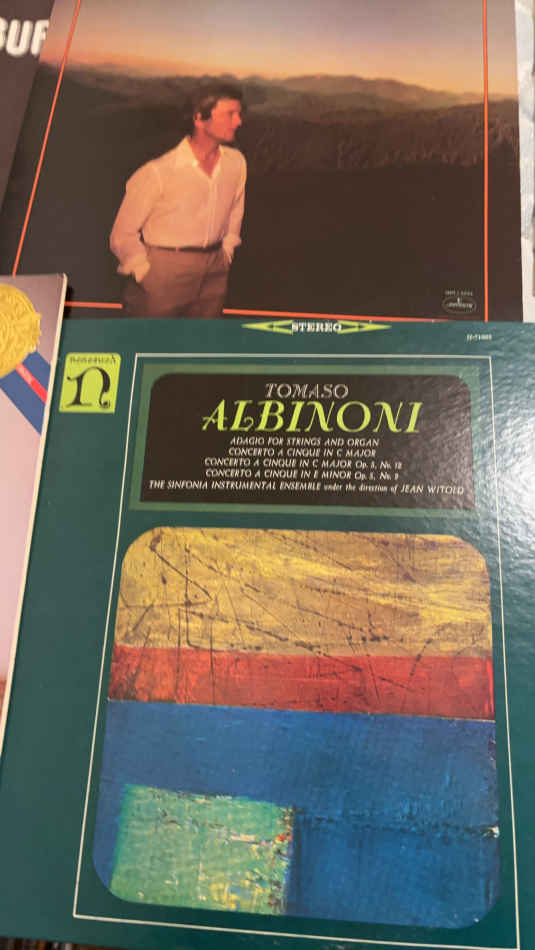 BUF
STEREO
nonesuch
n
TOMASO
ALBINONI
ADAGIO FOR STRINGS AND ORGAN
CONCERTO A CINQUE IN C MAJOR
CONCERTO A CINQUE IN C MAJOR Op. 5, No. 12
CONCERTO A CINQUE IN E MINOR Op. 5, No. 9
THE SINFONIA INSTRUMENTAL ENSEMBLE under the direction of JEAN WITOLD